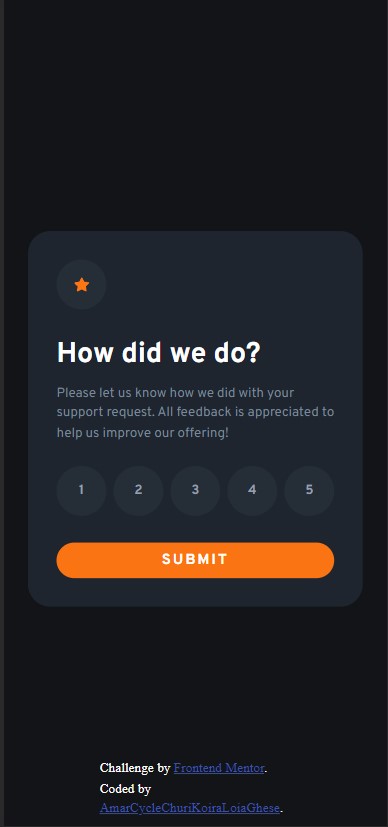 How did we do?
Please let us know how we did with your
support request. All feedback is appreciated to
help us improve our offering!
1 2 3 4 5
SUBMIT
Challenge by Frontend Mentor.
Coded by
AmarCycleChuriKoiraLoiaGhese.